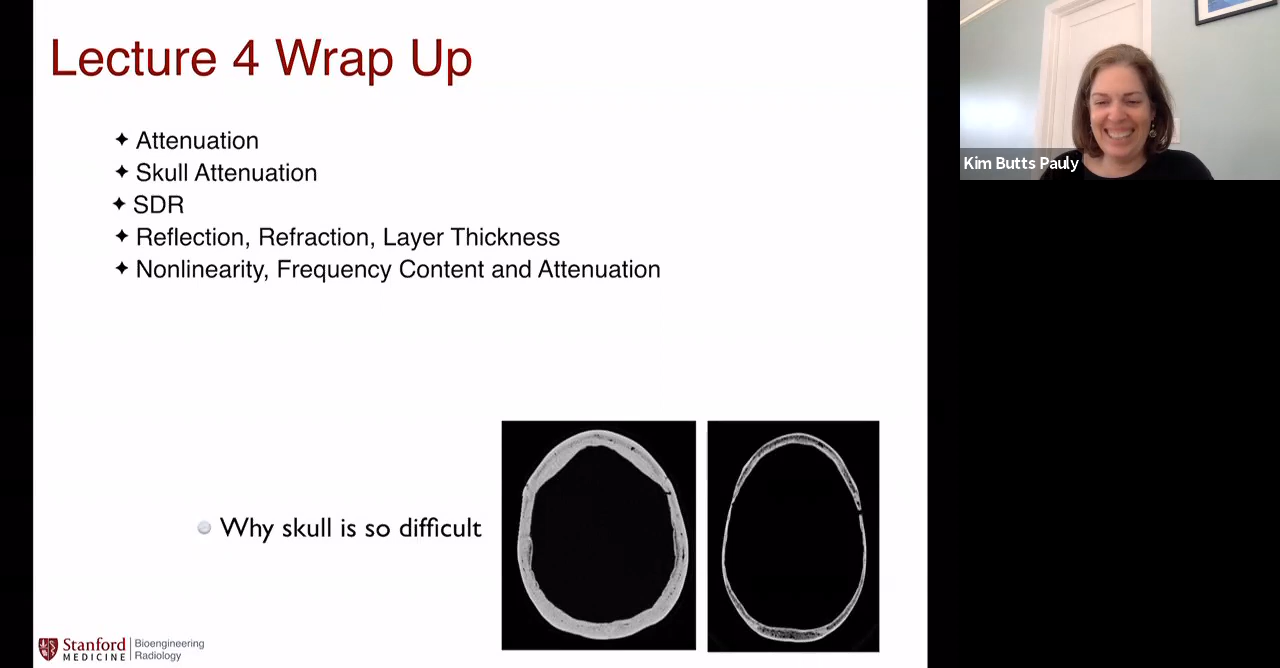 Lecture 4 Wrap Up
✦ Attenuation
✦ Skull Attenuation
✦ SDR
✦ Reflection, Refraction, Layer Thickness
✦ Nonlinearity, Frequency Content and Attenuation
Why skull is so difficult
Stanford
MEDICINE
Bioengineering
Radiology
Kim Butts Pauly